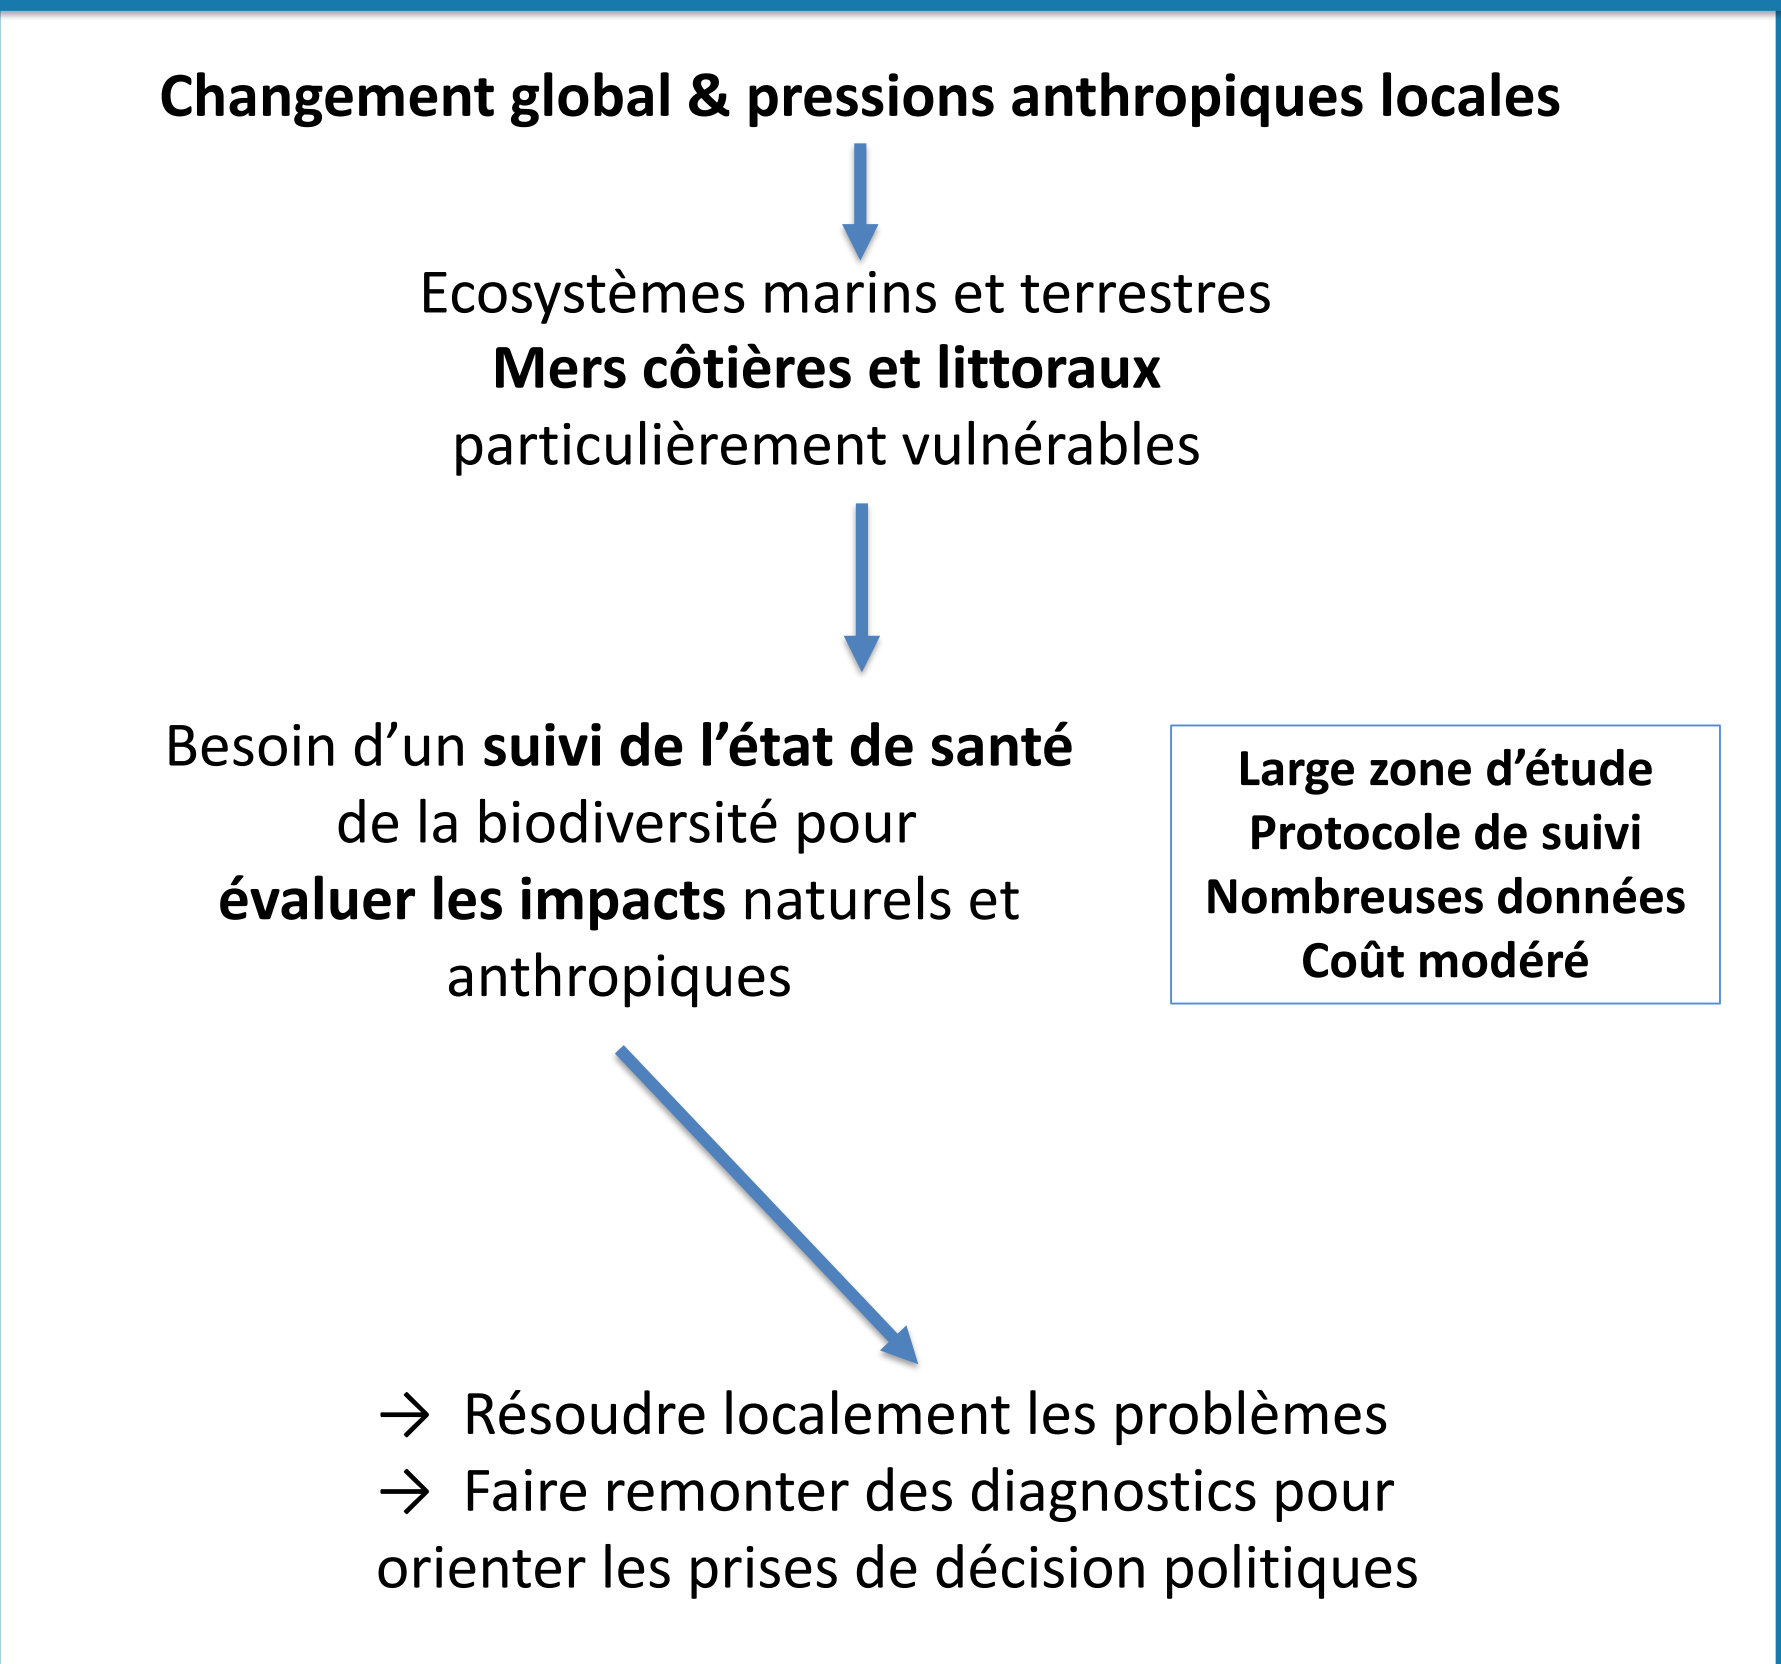 Changement global & pressions anthropiques locales
Ecosystèmes marins et terrestres
Mers côtières et littoraux
particulièrement vulnérables
Besoin d’un suivi de l’état de santé
de la biodiversité pour
évaluer les impacts naturels et
anthropiques
Large zone d’étude
Protocole de suivi
Nombreuses données
Coût modéré
→ Résoudre localement les problèmes
→ Faire remonter des diagnostics pour
orienter les prises de décision politiques